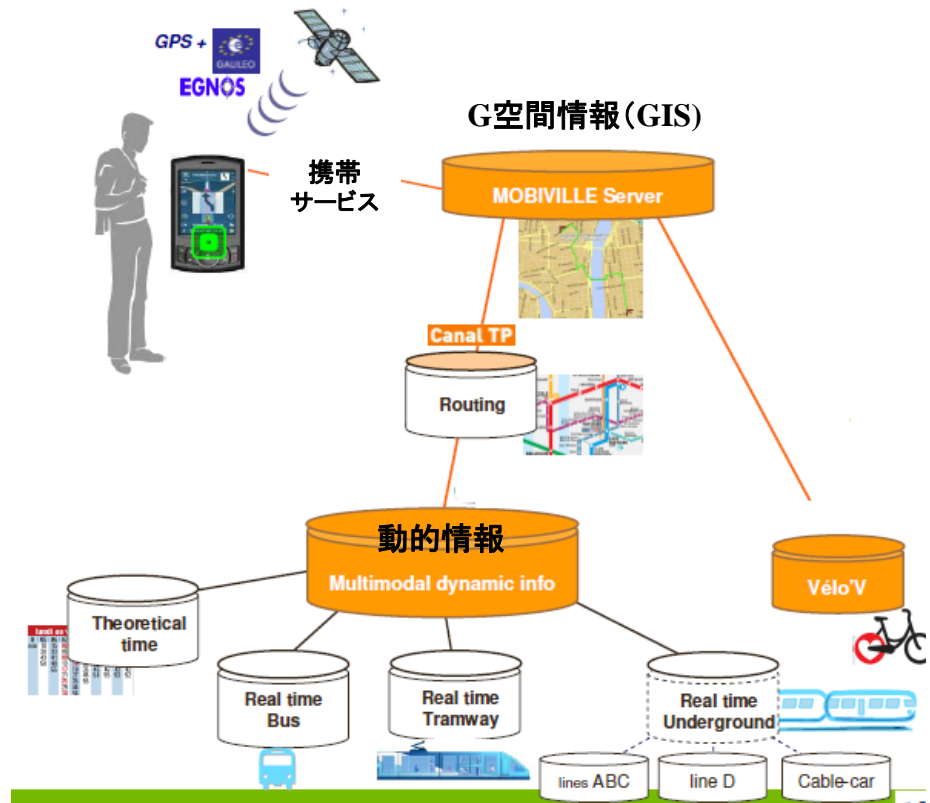 GPS +
GALILEO
EGNOS
G空間情報(GIS)
携帯
サービス
MOBIVILLE Server
Canal TP
Routing
動的情報
Multimodal dynamic info
Vélo'V
Theoretical
time
Real time
Bus
Real time
Tramway
Real time
Underground
lines ABC
line D
Cable-car